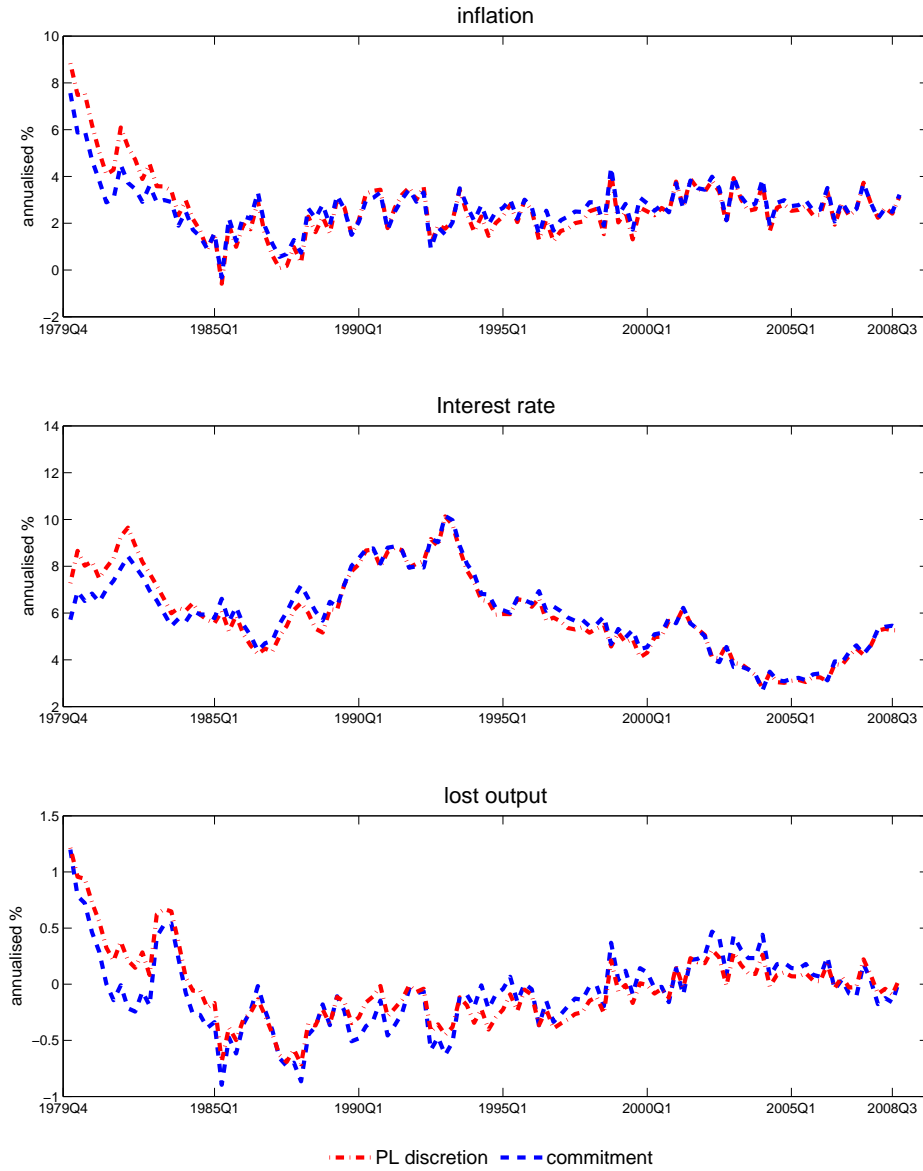 inflation
10
8
6
4
2
0
−2
annualised %
1979Q4 1985Q1 1990Q1 1995Q1 2000Q1 2005Q1 2008Q3
Interest rate
14
12
10
8
6
4
2
annualised %
1979Q4 1985Q1 1990Q1 1995Q1 2000Q1 2005Q1 2008Q3
lost output
1.5
1
0.5
0
−0.5
−1
annualised %
1979Q4 1985Q1 1990Q1 1995Q1 2000Q1 2005Q1 2008Q3
PL discretion commitment